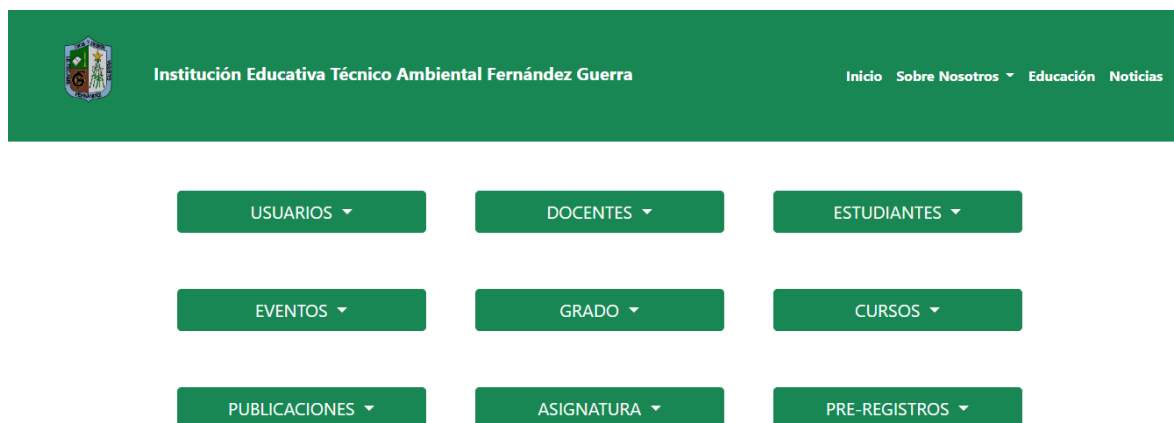 Institución Educativa Técnico Ambiental Fernández Guerra
Inicio Sobre Nosotros Educación Noticias
USUARIOS DOCENTES ESTUDIANTES
EVENTOS GRADO CURSOS
PUBLICACIONES ASIGNATURA PRE-REGISTROS